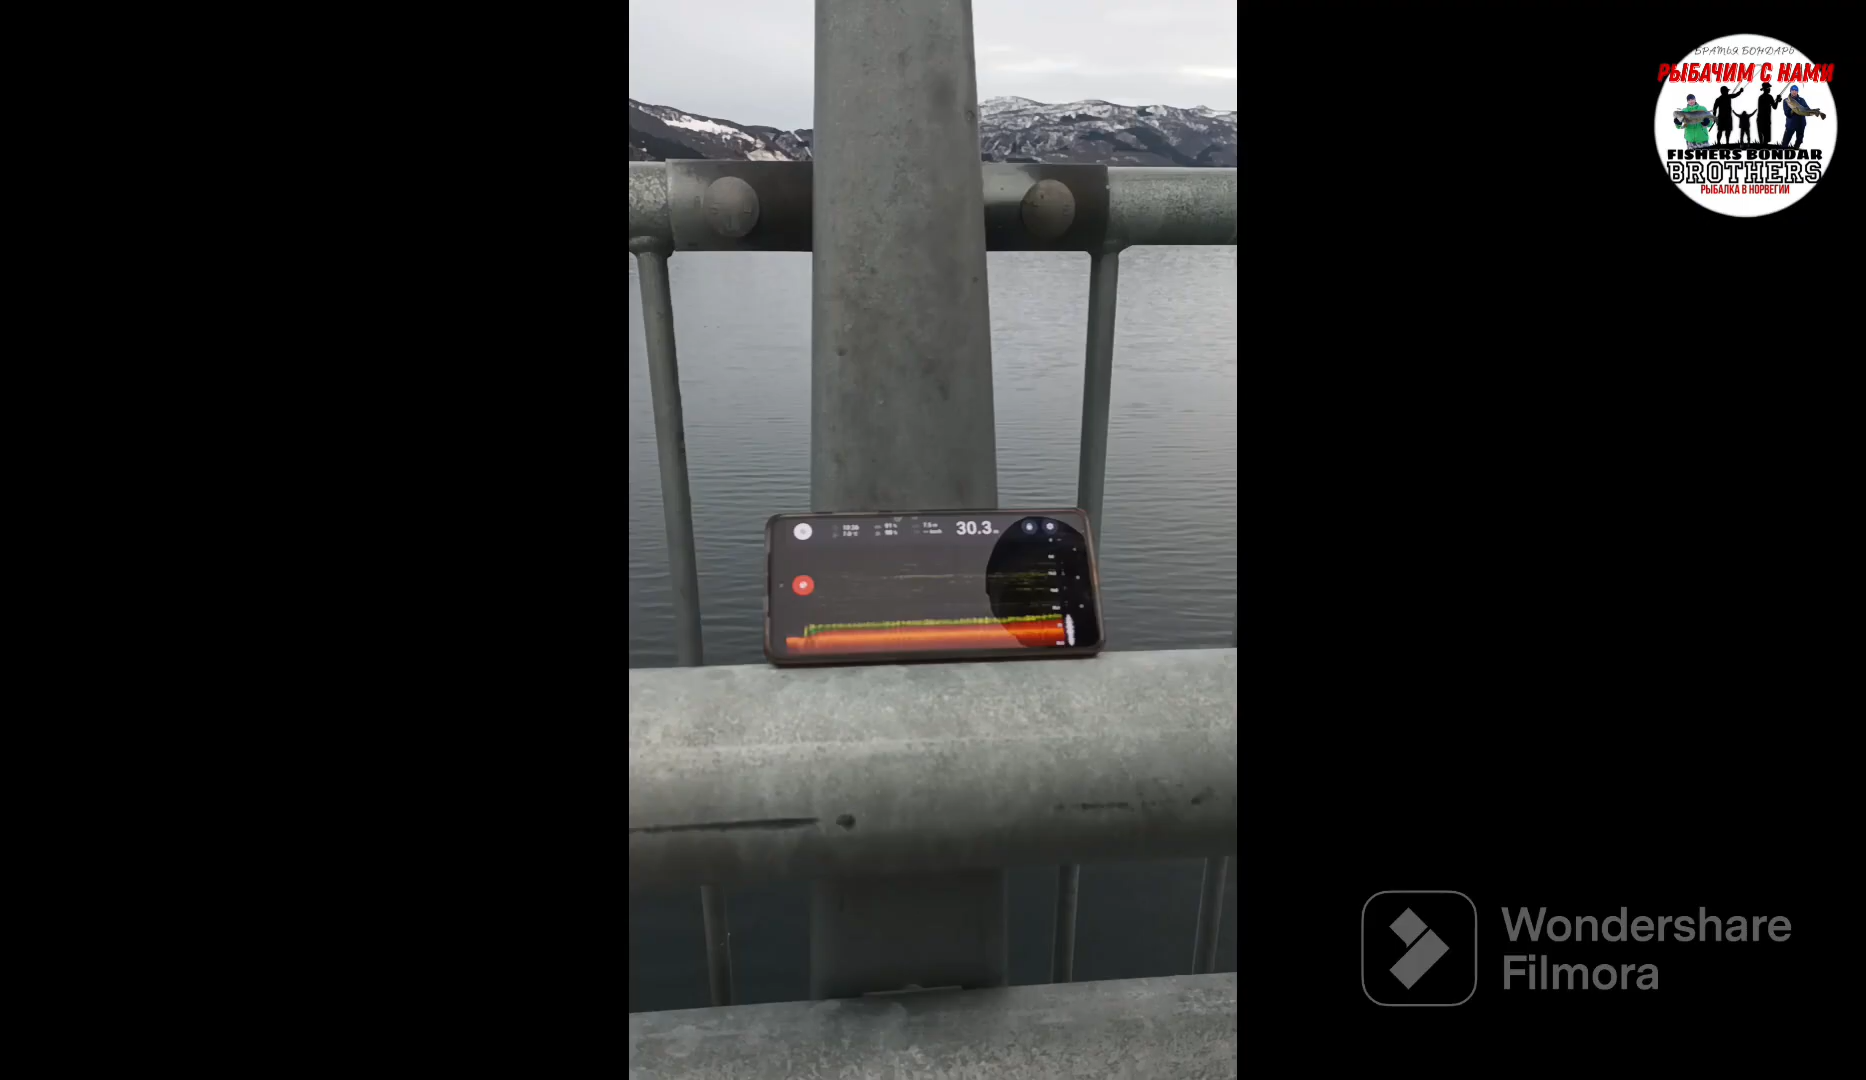 БРАТЬЯ БОНДАРЬ
РЫБАЧИМ С НАМИ
FISHERS BONDAR
BROTHERS
РЫБАЛКА В НОРВЕГИИ
30.3
Wondershare
Filmora